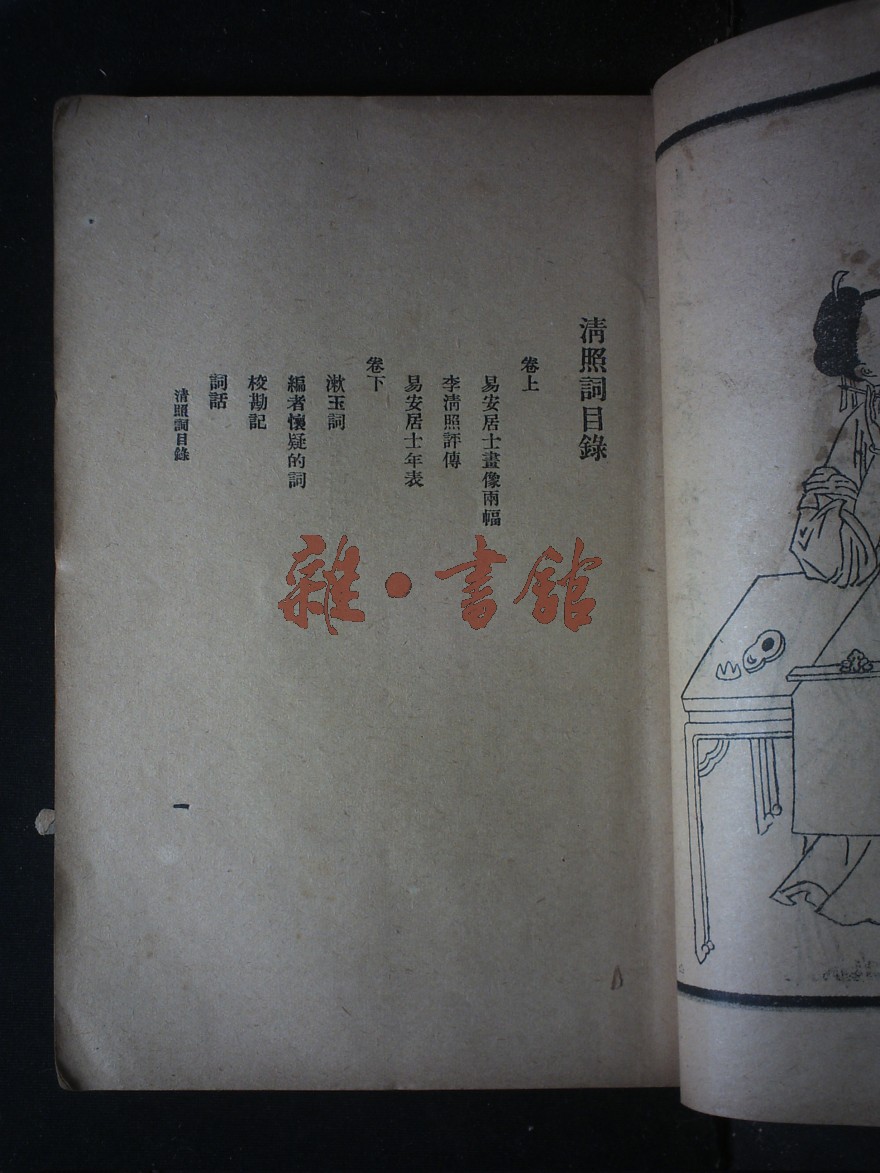 清照詞目錄
卷上
易安居士畫像兩幅
李清照評傳
易安居士年表
卷下
漱玉詞
編者懷疑的詞
校勘記
詞話
清照詞目錄
一
雜·書館